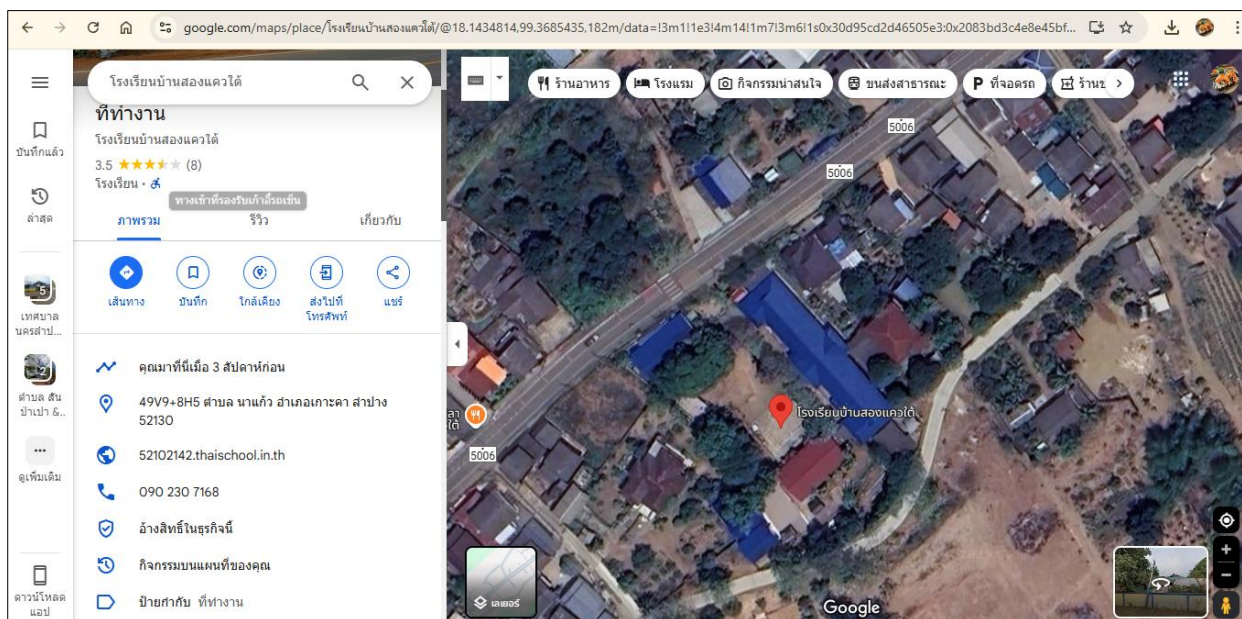 google.com/maps/place/โรงเรียนบ้านสองแควใต้/@18.1434814,99.3685435,182m/data=!3m1!1e3!4m14!1m7!3m6!1s0x30d95cd2d46505e3:0x2083bd3c4e8e45bf...
โรงเรียนบ้านสองแควใต้
ร้านอาหาร
โรงแรม
กิจกรรมน่าสนใจ
ขนส่งสาธารณะ
P ที่จอดรถ
บันทึกแล้ว
ล่าสุด
5
เทศบาล
นครลำป...
2
ตำบล สัน
ป่าเปา &..
ดูเพิ่มเติม
ดาวน์โหลด
แอป
ที่ทำงาน
โรงเรียนบ้านสองแควใต้
3.5 ★★★★★ (8)
โรงเรียน ·
ทางเข้าที่รองรับเก้าอี้รถเข็น
ภาพรวม รีวิว เกี่ยวกับ
เส้นทาง บันทึก ใกล้เคียง ส่งไปที่ แชร์
โทรศัพท์
คุณมาที่นี่เมื่อ 3 สัปดาห์ก่อน
49V9+8H5 ตำบล นาแก้ว อำเภอเกาะคา ลำปาง
52130
52102142.thaischool.in.th
090 230 7168
อ้างสิทธิ์ในธุรกิจนี้
กิจกรรมบนแผนที่ของคุณ
ป้ายกำกับ ที่ทำงาน
5006
5006
โรงเรียนบ้านสองแควใต้
5006
เลเยอร์
Google